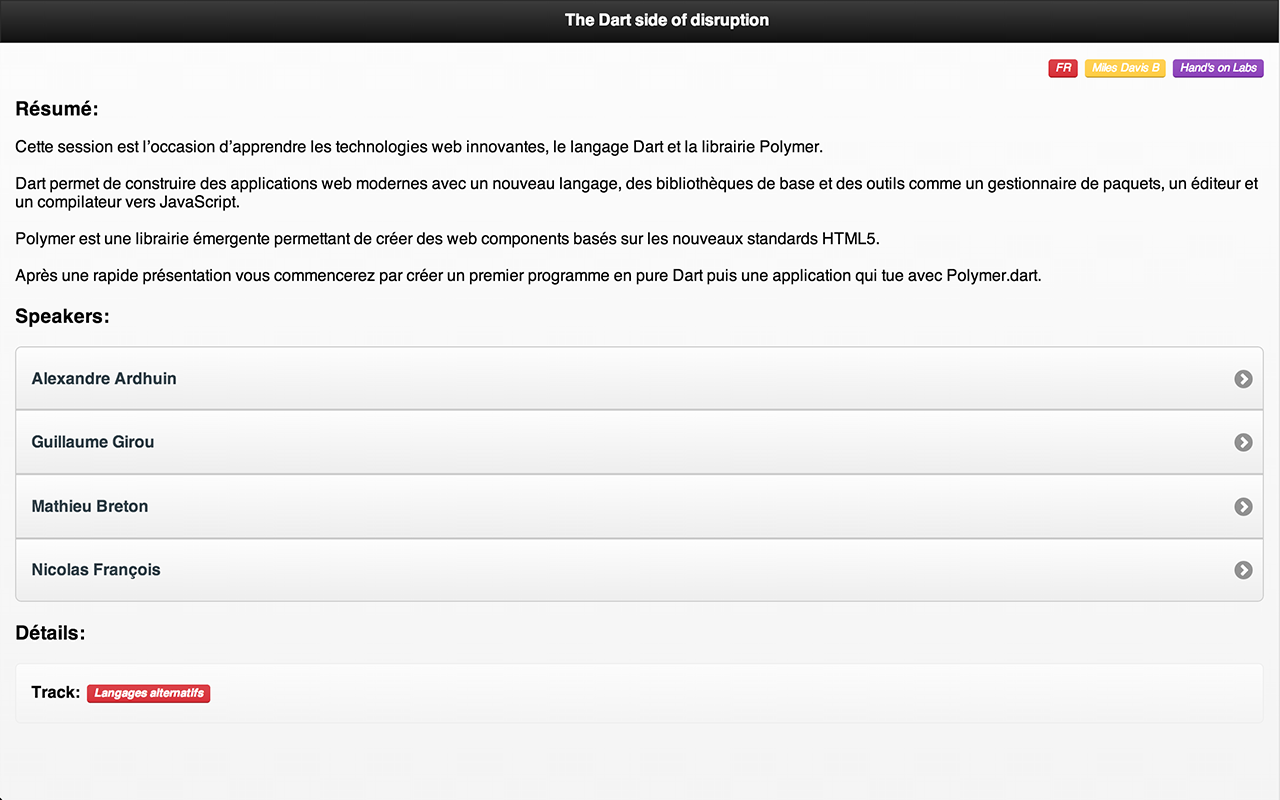 The Dart side of disruption
FR Miles Davis B Hand's on Labs
Résumé:
Cette session est l’occasion d’apprendre les technologies web innovantes, le langage Dart et la librairie Polymer.
Dart permet de construire des applications web modernes avec un nouveau langage, des bibliothèques de base et des outils comme un gestionnaire de paquets, un éditeur et
un compilateur vers JavaScript.
Polymer est une librairie émergente permettant de créer des web components basés sur les nouveaux standards HTML5.
Après une rapide présentation vous commencerez par créer un premier programme en pure Dart puis une application qui tue avec Polymer.dart.
Speakers:
Alexandre Ardhuin
Guillaume Girou
Mathieu Breton
Nicolas François
Détails:
Track: Langages alternatifs